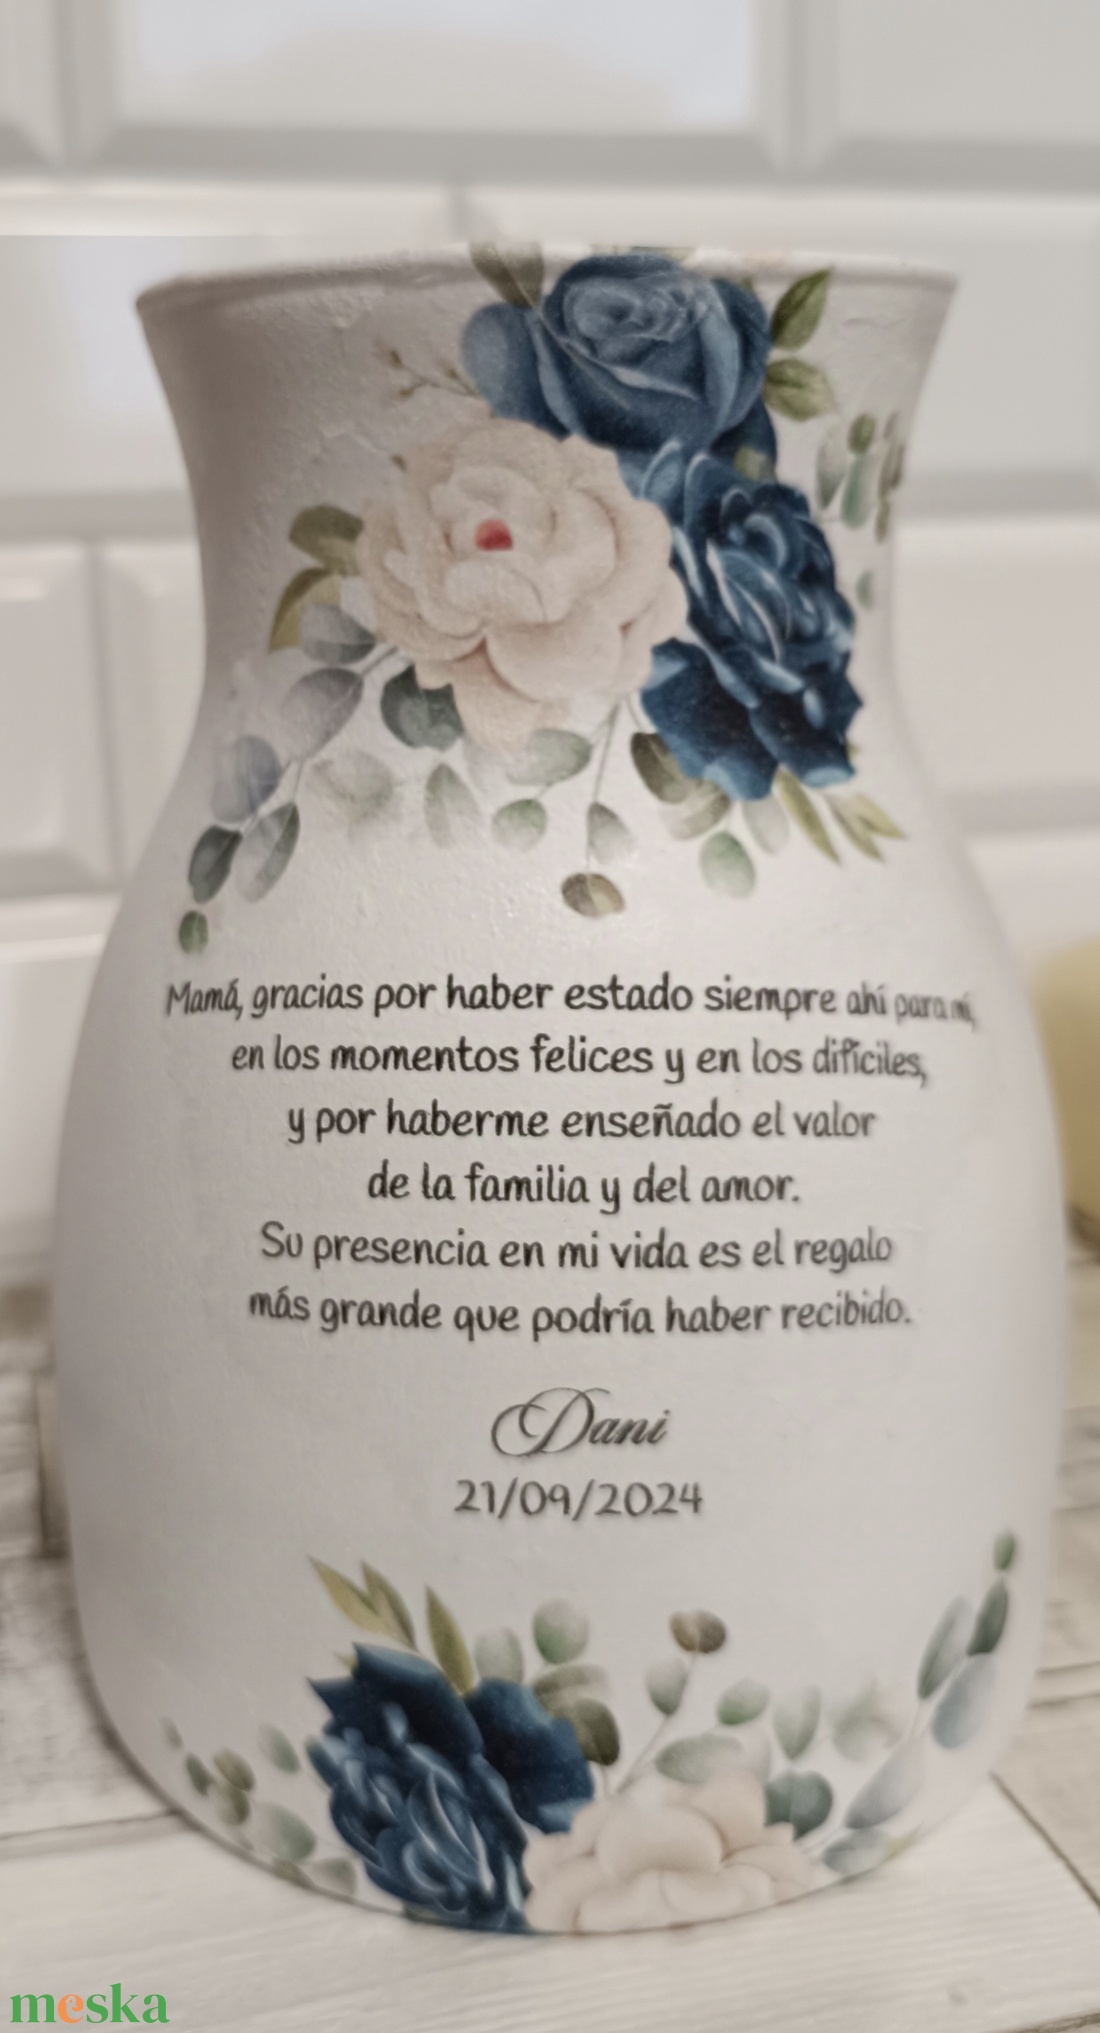 Mamá, gracias por haber estado siempre ahí para mí,
en los momentos felices y en los difíciles,
y por haberme enseñado el valor
de la familia y del amor.
Su presencia en mi vida es el regalo
más grande que podría haber recibido.
Dani
21/09/2024
meska